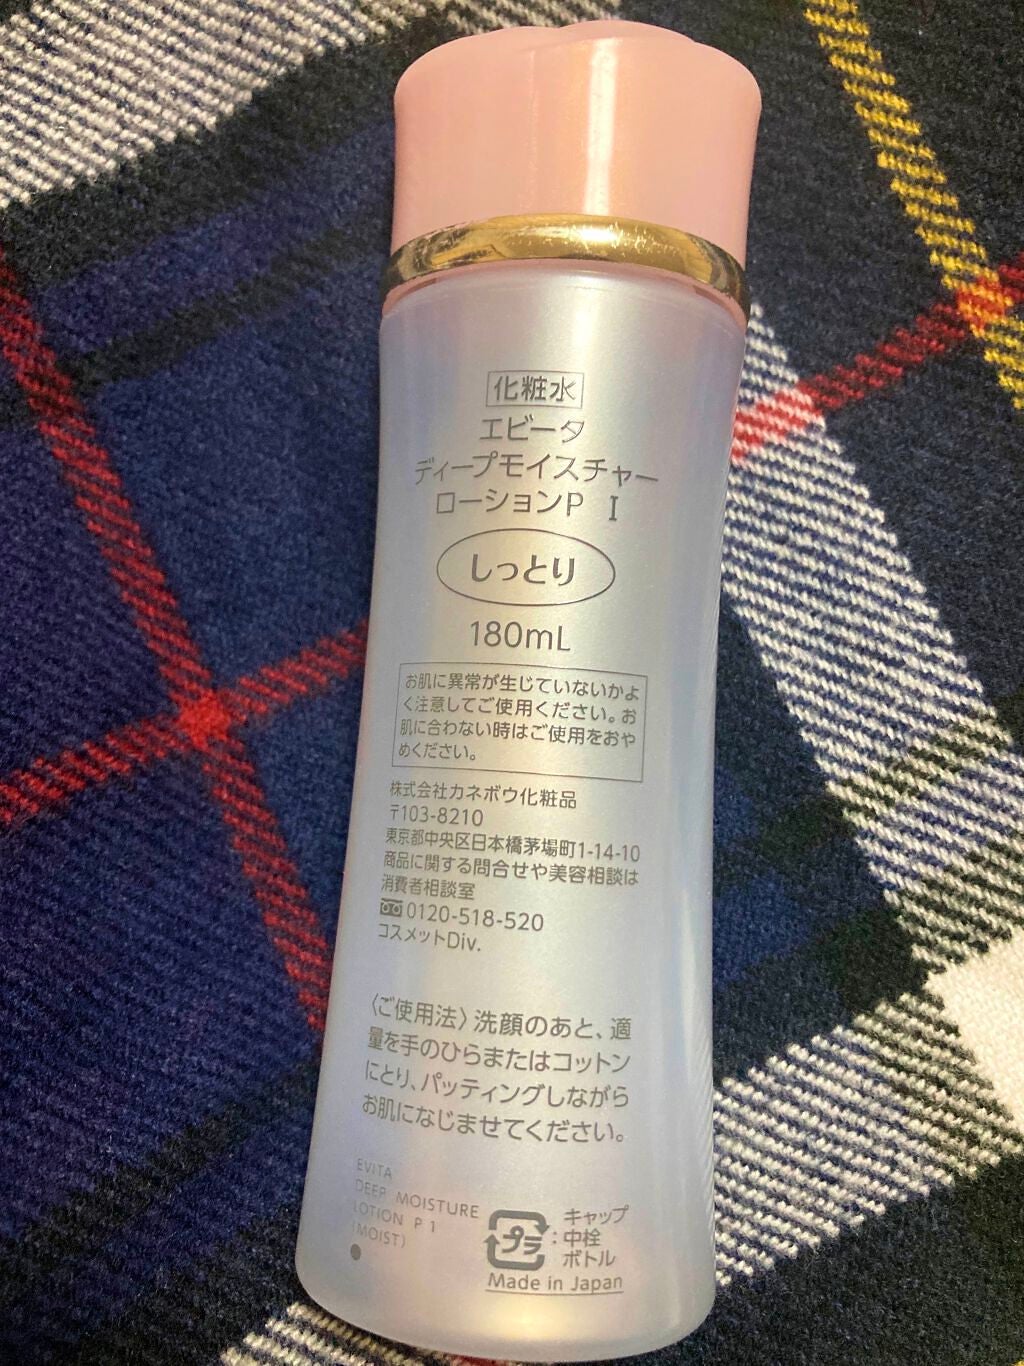 化粧水
エビータ
ディープモイスチャー
ローションP I
しっとり
180mL
お肌に異常が生じていないかよ
く注意してご使用ください。お
肌に合わない時はご使用をおや
めください。
株式会社カネボウ化粧品
〒103-8210
東京都中央区日本橋茅場町1-14-10
商品に関する問合せや美容相談は
消費者相談室
0120-518-520
コスメットDiv.
〈ご使用法〉洗顔のあと、適
量を手のひらまたはコットン
にとり、パッティングしながら
お肌になじませてください。
EVITA
DEEP MOISTURE
LOTION P 1
(MOIST)
プラ
:
キャップ
中栓
ボトル
Made in Japan